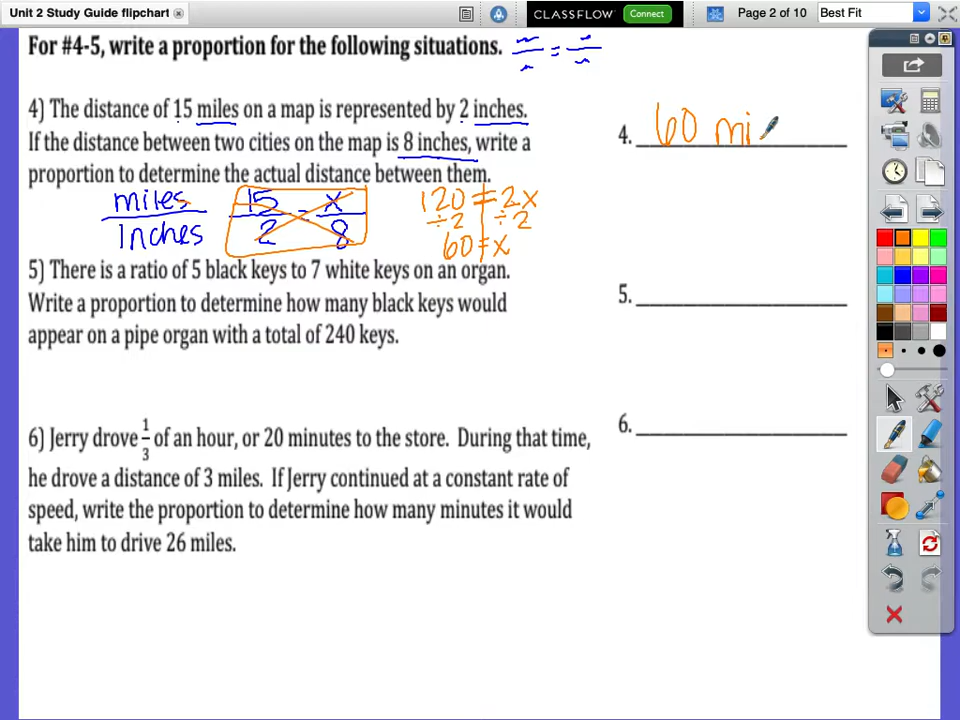 Unit 2 Study Guide flipchart
CLASSFLOW Connect
Page 2 of 10
Best Fit
For #4-5, write a proportion for the following situations.
4) The distance of 15 miles on a map is represented by 2 inches.
If the distance between two cities on the map is 8 inches, write a
proportion to determine the actual distance between them.
4. 60 mi
miles 15 = x 120 = 2x
inches 2 8 ÷2 ÷2
60 = x
5) There is a ratio of 5 black keys to 7 white keys on an organ.
Write a proportion to determine how many black keys would
appear on a pipe organ with a total of 240 keys.
5.
6) Jerry drove 1/3 of an hour, or 20 minutes to the store. During that time,
he drove a distance of 3 miles. If Jerry continued at a constant rate of
speed, write the proportion to determine how many minutes it would
take him to drive 26 miles.
6.